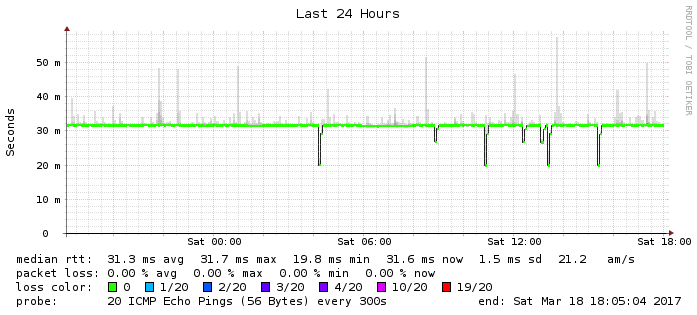 Last 24 Hours
RRDTOOL / TOBI OETIKER
Seconds
50 m
40 m
30 m
20 m
10 m
0
Sat 00:00 Sat 06:00 Sat 12:00 Sat 18:00
median rtt: 31.3 ms avg 31.7 ms max 19.8 ms min 31.6 ms now 1.5 ms sd 21.2 am/s
packet loss: 0.00 % avg 0.00 % max 0.00 % min 0.00 % now
loss color: 0 1/20 2/20 3/20 4/20 10/20 19/20
probe: 20 ICMP Echo Pings (56 Bytes) every 300s end: Sat Mar 18 18:05:04 2017